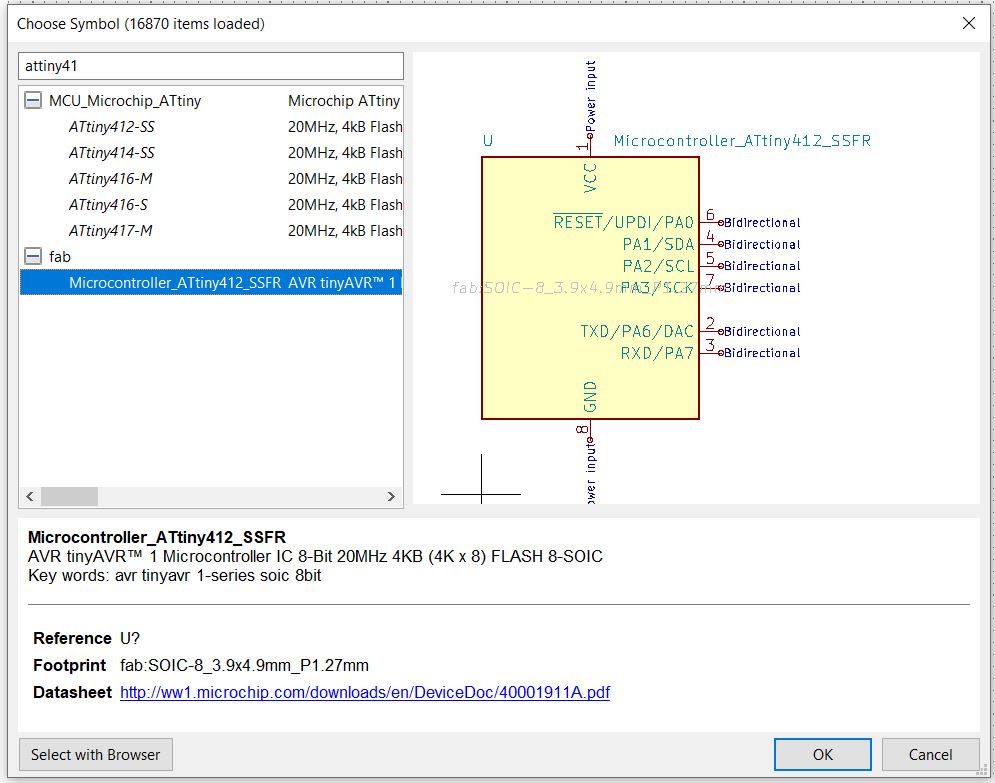 Choose Symbol (16870 items loaded)
attiny41
MCU_Microchip_ATtiny Microchip ATtiny
ATtiny412-SS 20MHz, 4kB Flash
ATtiny414-SS 20MHz, 4kB Flash
ATtiny416-M 20MHz, 4kB Flash
ATtiny416-S 20MHz, 4kB Flash
ATtiny417-M 20MHz, 4kB Flash
fab
Microcontroller_ATtiny412_SSFR AVR tinyAVR™ 1
Power input
U Microcontroller_ATtiny412_SSFR
1
VCC
RESET/UPDI/PA0 6 Bidirectional
PA1/SDA 4 Bidirectional
PA2/SCL 5 Bidirectional
fab:SOIC-8_3.9x4.9mm_P1.27mm
PA3/SCK 7 Bidirectional
TXD/PA6/DAC 2 Bidirectional
RXD/PA7 3 Bidirectional
GND
8
ower input
Microcontroller_ATtiny412_SSFR
AVR tinyAVR™ 1 Microcontroller IC 8-Bit 20MHz 4KB (4K x 8) FLASH 8-SOIC
Key words: avr tinyavr 1-series soic 8bit
Reference U?
Footprint fab:SOIC-8_3.9x4.9mm_P1.27mm
Datasheet http://ww1.microchip.com/downloads/en/DeviceDoc/40001911A.pdf
Select with Browser OK Cancel